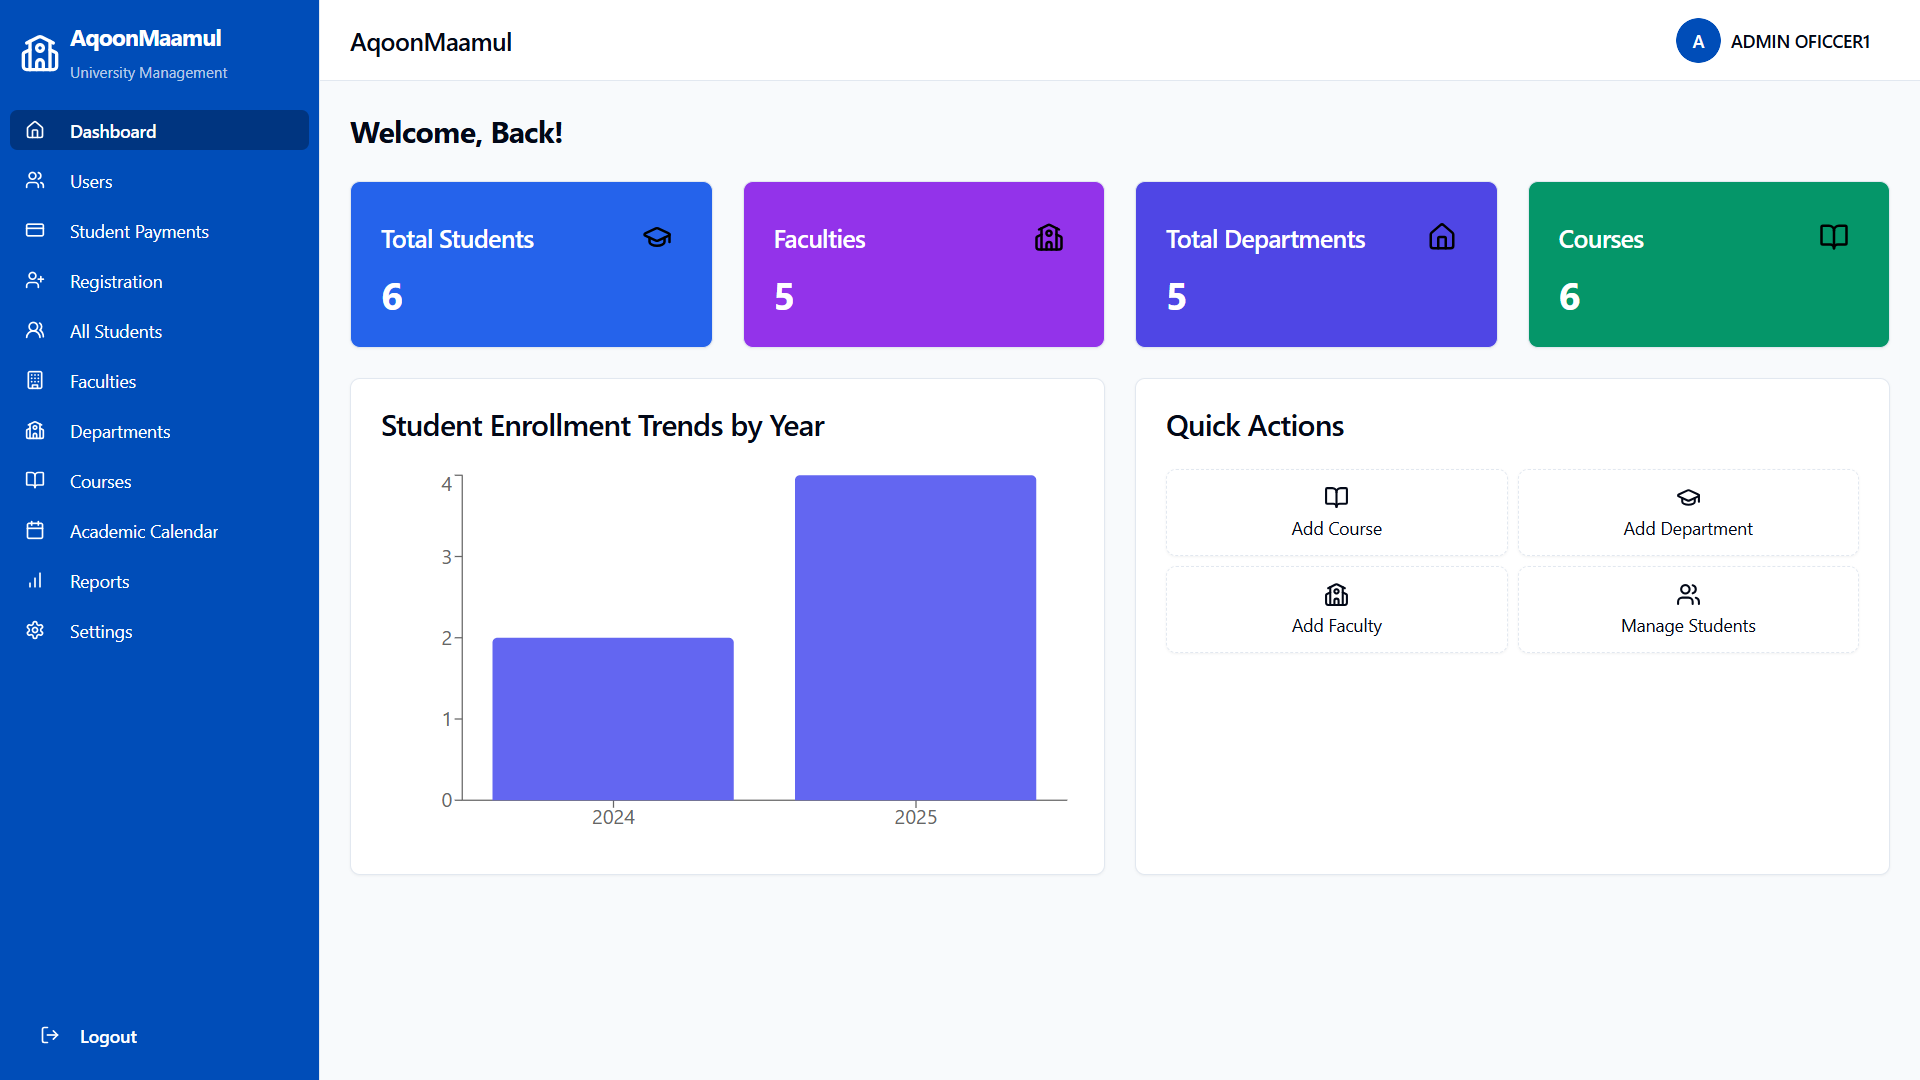 AqoonMaamul
University Management
Dashboard
Users
Student Payments
Registration
All Students
Faculties
Departments
Courses
Academic Calendar
Reports
Settings
Logout
AqoonMaamul
A
ADMIN OFICCER1
Welcome, Back!
Total Students
6
Faculties
5
Total Departments
5
Courses
6
Student Enrollment Trends by Year
4
3
2
1
0
2024
2025
Quick Actions
Add Course
Add Department
Add Faculty
Manage Students